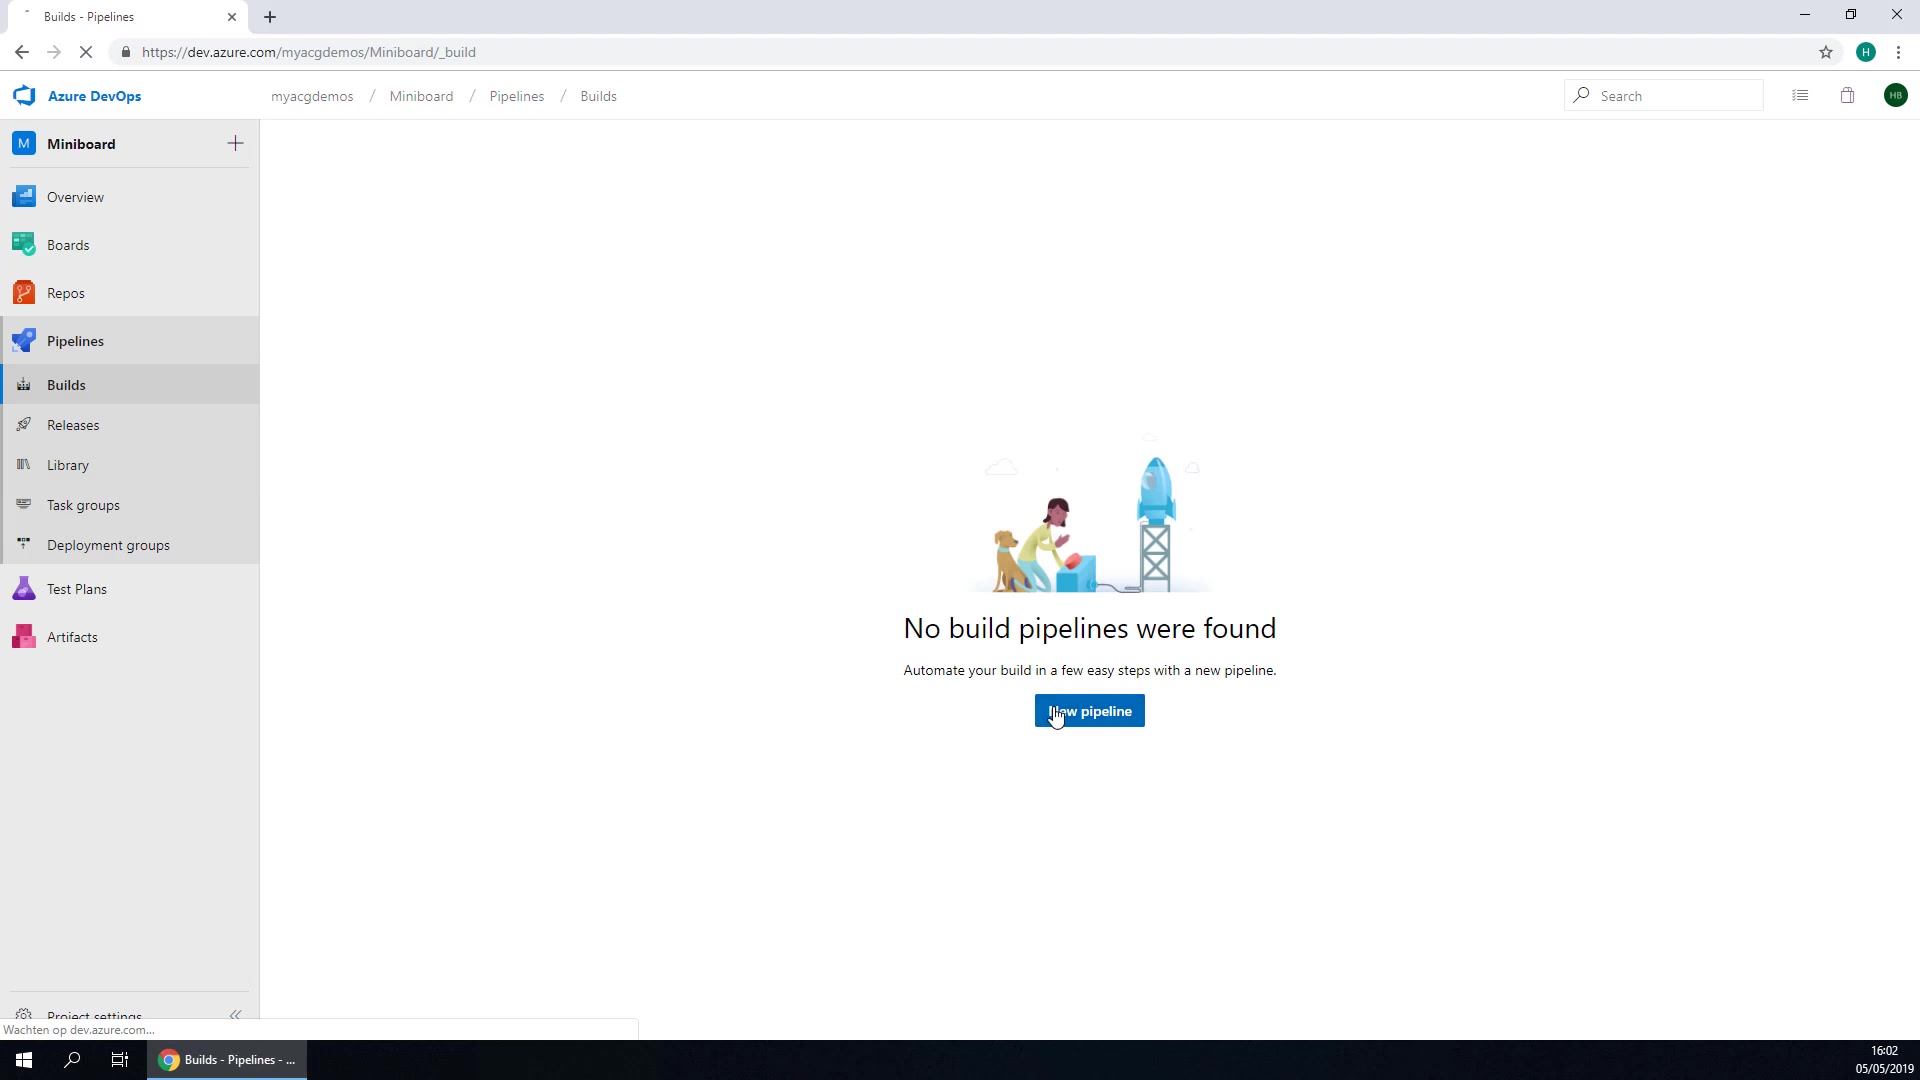 Builds - Pipelines
https://dev.azure.com/myacgdemos/Miniboard/_build
H
Azure DevOps
myacgdemos / Miniboard / Pipelines / Builds
Search
HB
M Miniboard
Overview
Boards
Repos
Pipelines
Builds
Releases
Library
Task groups
Deployment groups
Test Plans
Artifacts
No build pipelines were found
Automate your build in a few easy steps with a new pipeline.
New pipeline
Project settings
Wachten op dev.azure.com...
Builds - Pipelines - ...
16:02
05/05/2019